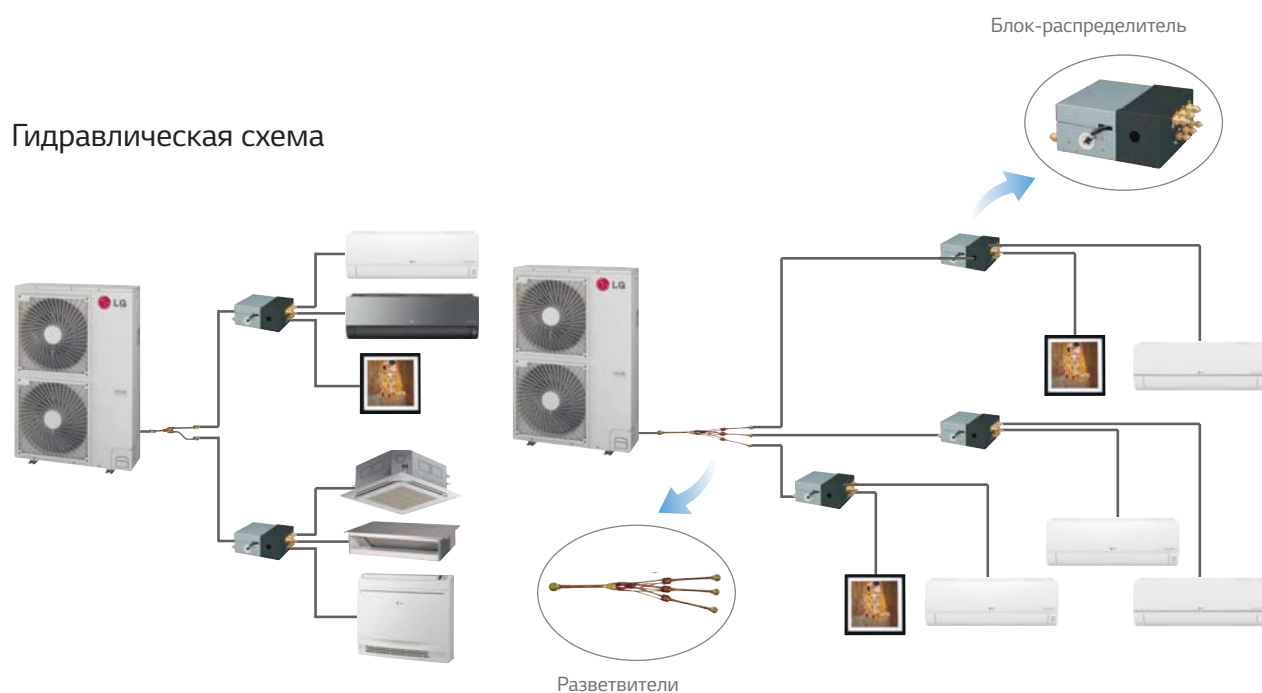 Блок-распределитель
Гидравлическая схема
LG
LG
Разветвители